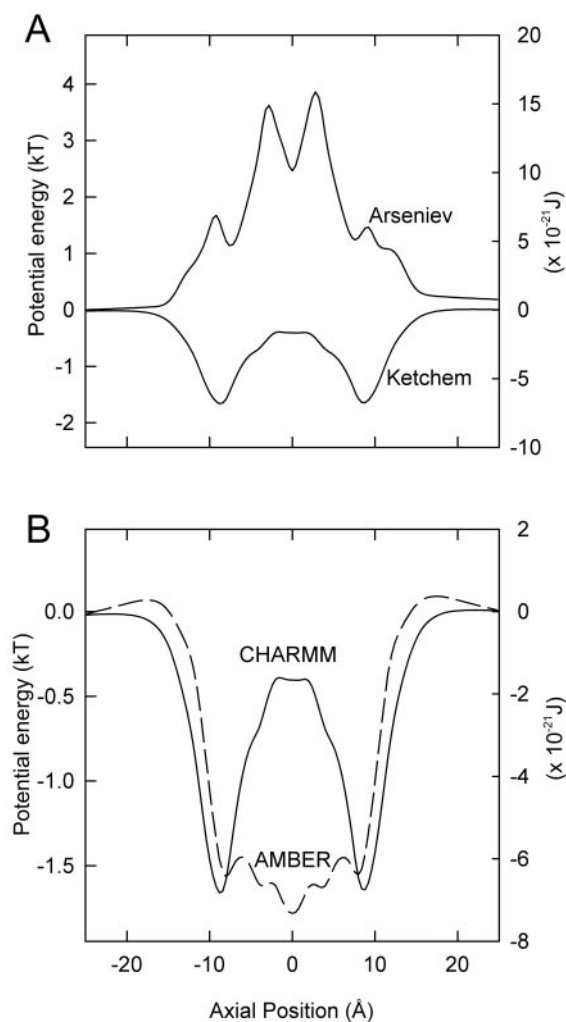 A
20
4
15
3
10
2
Arseniev
5
1
0
0
-1
Ketchem
-5
-2
-10
Potential energy (kT)
(x 10-21J)
B
2
0.0
0
CHARMM
-0.5
-2
-1.0
-4
AMBER
-1.5
-6
-8
Potential energy (kT)
(x 10-21J)
-20 -10 0 10 20
Axial Position (Å)